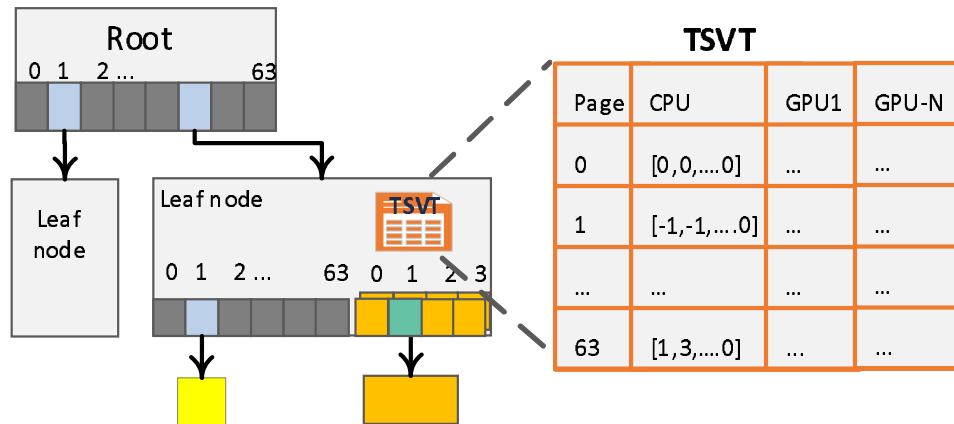 Root
0 1 2 ... 63
Leaf
node
Leaf node
TSVT
0 1 2 ... 63 0 1 2 3
TSVT
Page CPU GPU1 GPU-N
0 [0,0,....0] ... ...
1 [-1,-1,....0] ... ...
... ... ... ...
63 [1,3,....0] ... ...